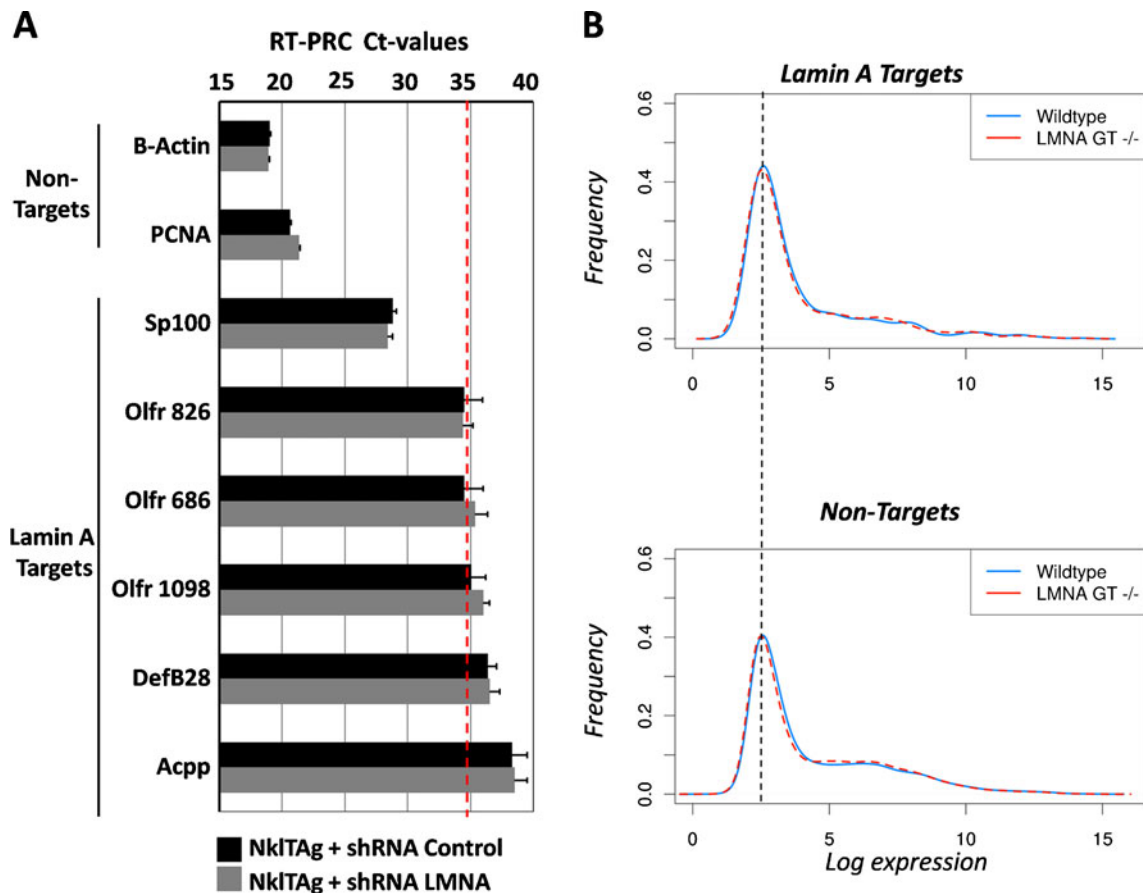 A
RT-PRC Ct-values
15 20 25 30 35 40
Non-
Targets
B-Actin
PCNA
Lamin A
Targets
Sp100
Olfr 826
Olfr 686
Olfr 1098
DefB28
Acpp
NklTAg + shRNA Control
NklTAg + shRNA LMNA
B
Lamin A Targets
Wildtype
LMNA GT -/-
Frequency
0.6
0.4
0.2
0.0
0 5 10 15
Non-Targets
Wildtype
LMNA GT -/-
Frequency
0.6
0.4
0.2
0.0
0 5 10 15
Log expression